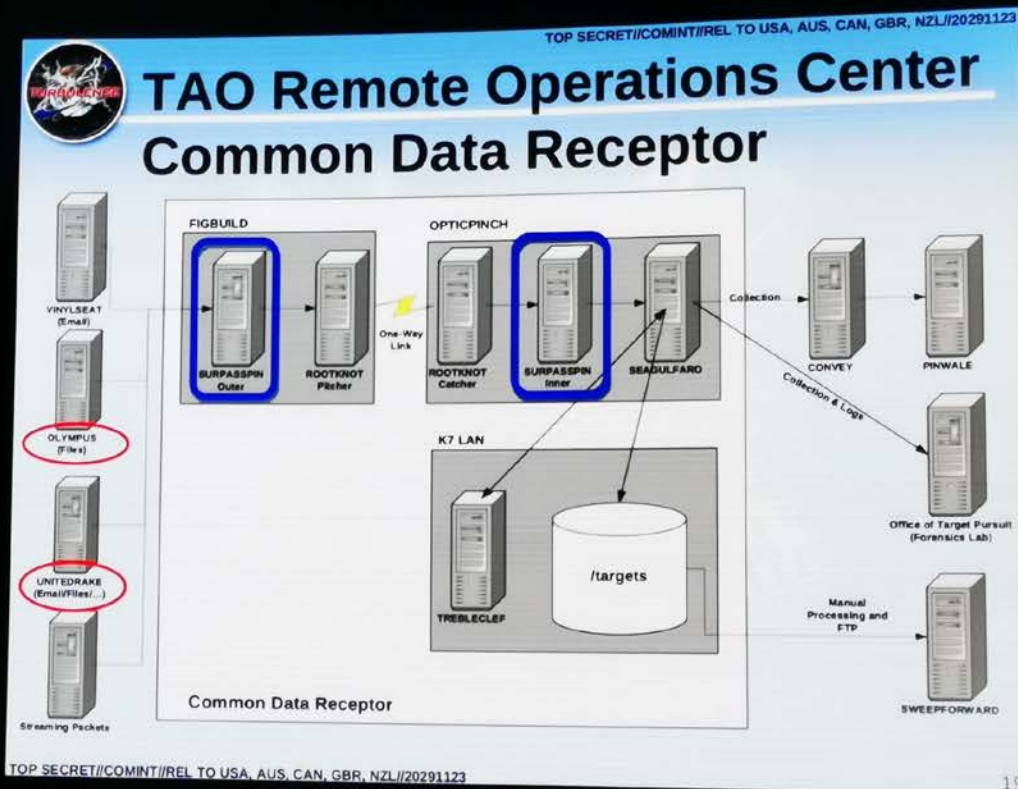 TOP SECRET//COMINT//REL TO USA, AUS, CAN, GBR, NZL//20291123
TURBULENCE
TAO Remote Operations Center
Common Data Receptor
VINYLSEAT
(Email)
OLYMPUS
(Files)
UNITEDRAKE
(Email/Files/...)
Streaming Packets
FIGBUILD
SURPASSPIN
Outer
ROOTKNOT
Pitcher
One-Way
Link
OPTICPINCH
ROOTKNOT
Catcher
SURPASSPIN
Inner
SEAGULFARO
K7 LAN
TREBLECLEF
/targets
Common Data Receptor
Collection
CONVEY
PINWALE
Collection & Logs
Office of Target Pursuit
(Forensics Lab)
Manual
Processing and
FTP
SWEEPFORWARD
TOP SECRET//COMINT//REL TO USA, AUS, CAN, GBR, NZL//20291123
19